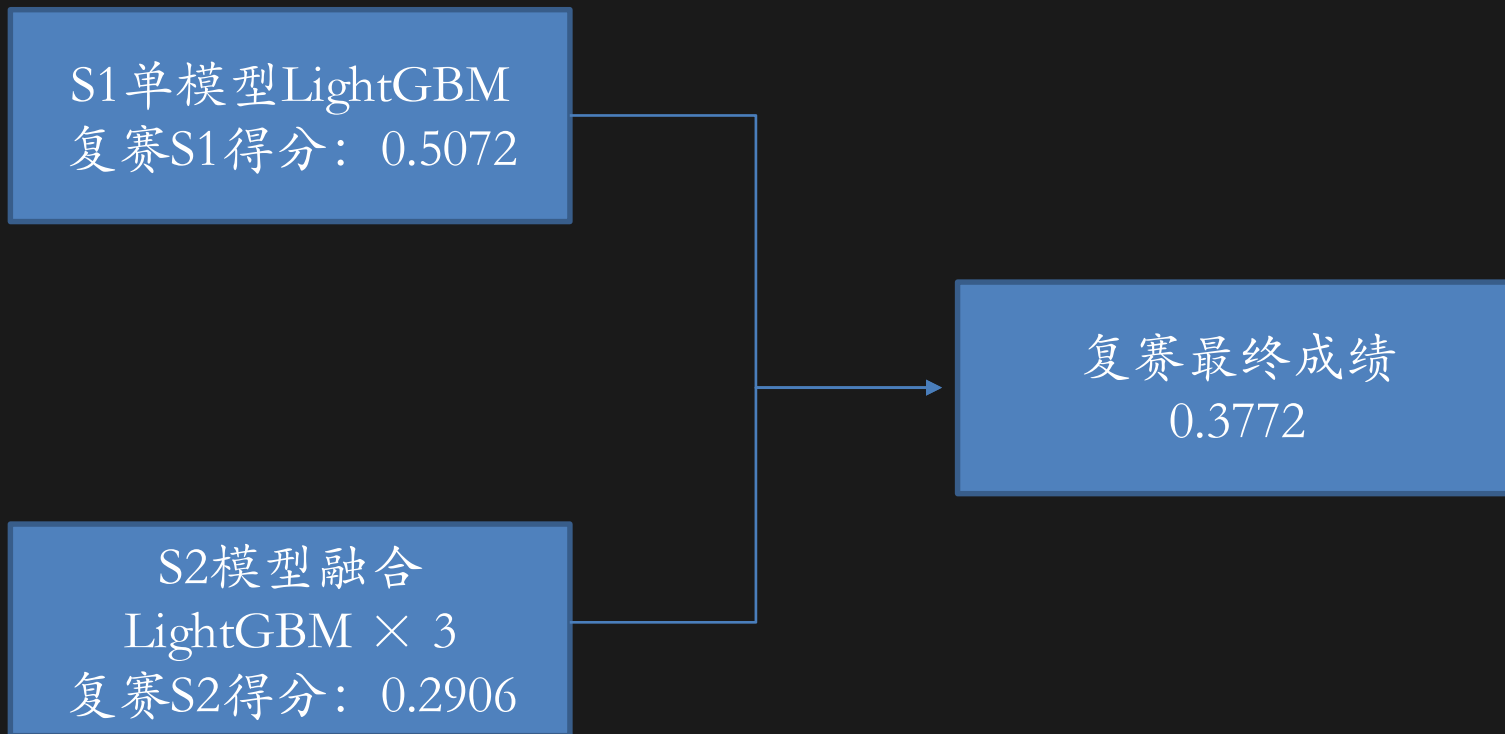 S1单模型LightGBM
复赛S1得分：0.5072
复赛最终成绩
0.3772
S2模型融合
LightGBM × 3
复赛S2得分：0.2906